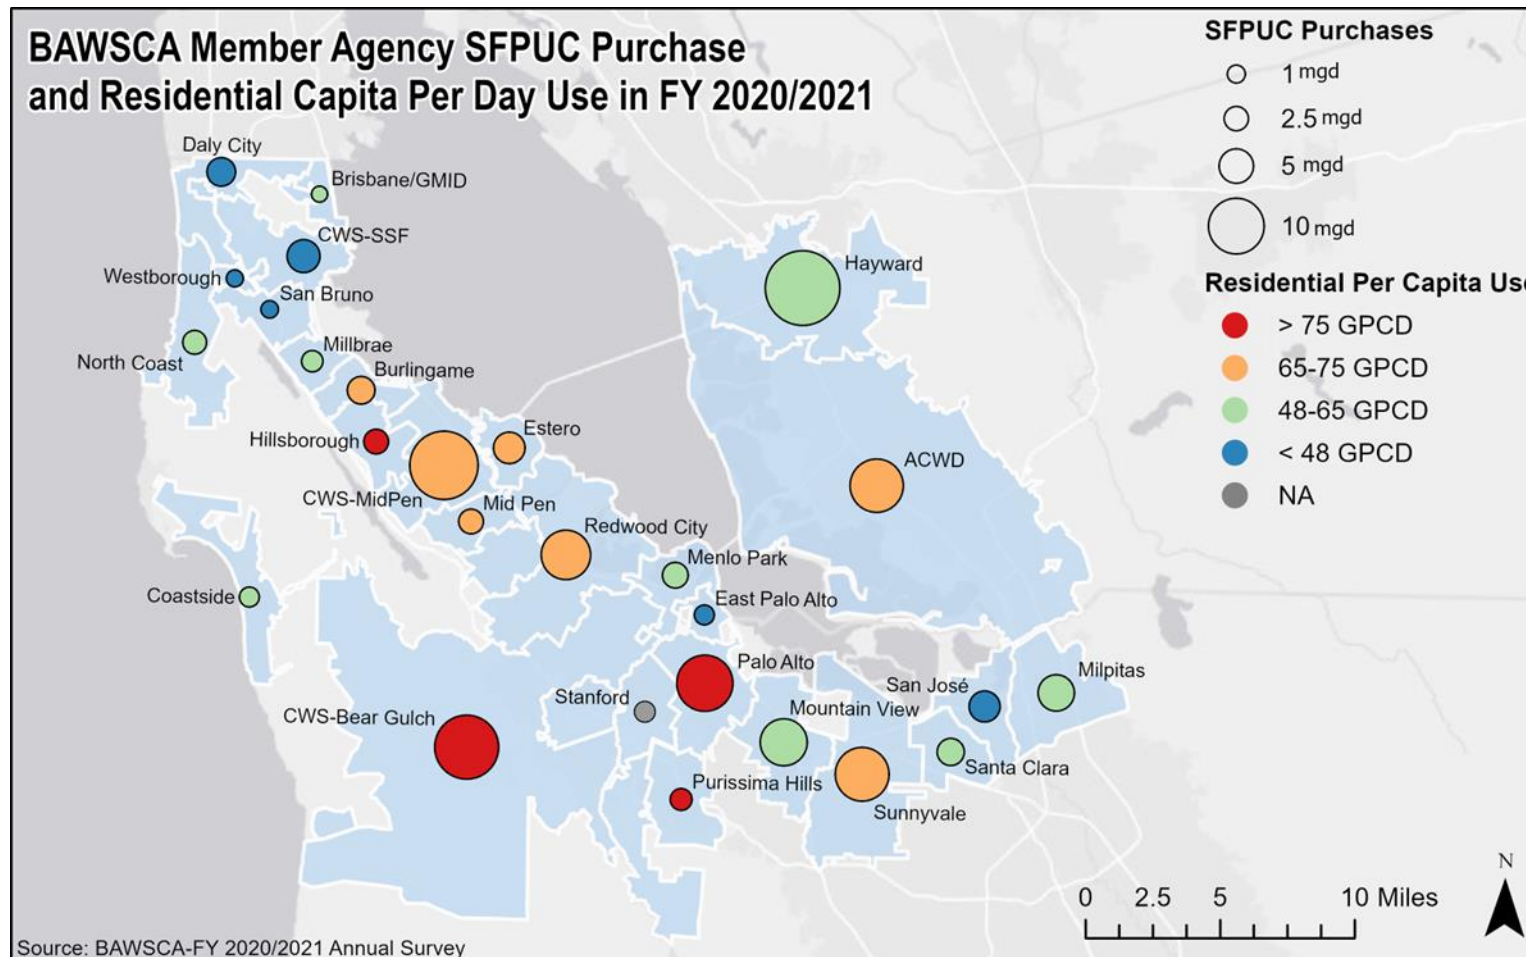 BAWSCA Member Agency SFPUC Purchase
and Residential Capita Per Day Use in FY 2020/2021
SFPUC Purchases
1 mgd
2.5 mgd
5 mgd
10 mgd
Residential Per Capita Us
> 75 GPCD
65-75 GPCD
48-65 GPCD
< 48 GPCD
NA
Daly City
Brisbane/GMID
CWS-SSF
Westborough
San Bruno
North Coast
Millbrae
Burlingame
Hillsborough
Estero
CWS-MidPen
Mid Pen
Redwood City
Menlo Park
East Palo Alto
Coastside
Hayward
ACWD
Palo Alto
Stanford
CWS-Bear Gulch
Mountain View
San José
Milpitas
Santa Clara
Purissima Hills
Sunnyvale
N
0 2.5 5 10 Miles
Source: BAWSCA-FY 2020/2021 Annual Survey